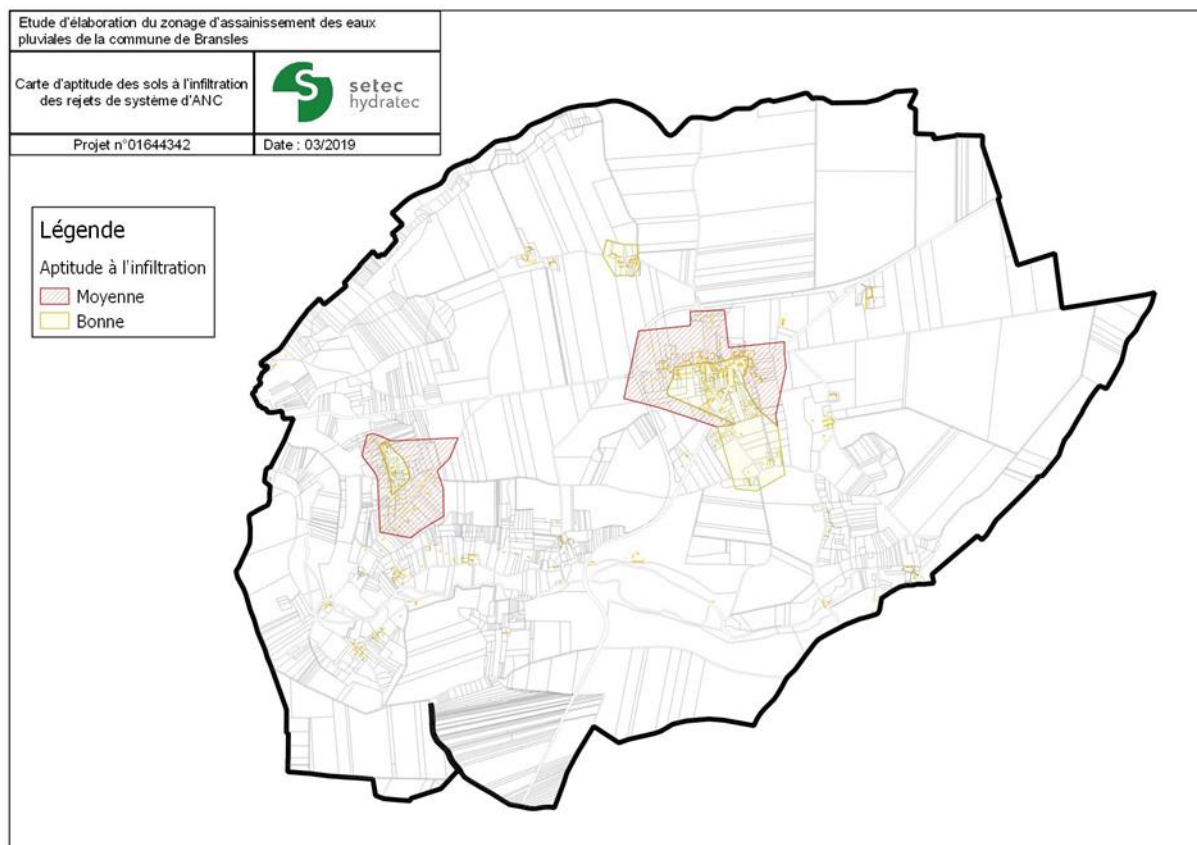 Etude d'élaboration du zonage d'assainissement des eaux
pluviales de la commune de Bransles
Carte d'aptitude des sols à l'infiltration
des rejets de système d'ANC
setec
hydratec
Projet n°01644342
Date : 03/2019
Légende
Aptitude à l'infiltration
Moyenne
Bonne